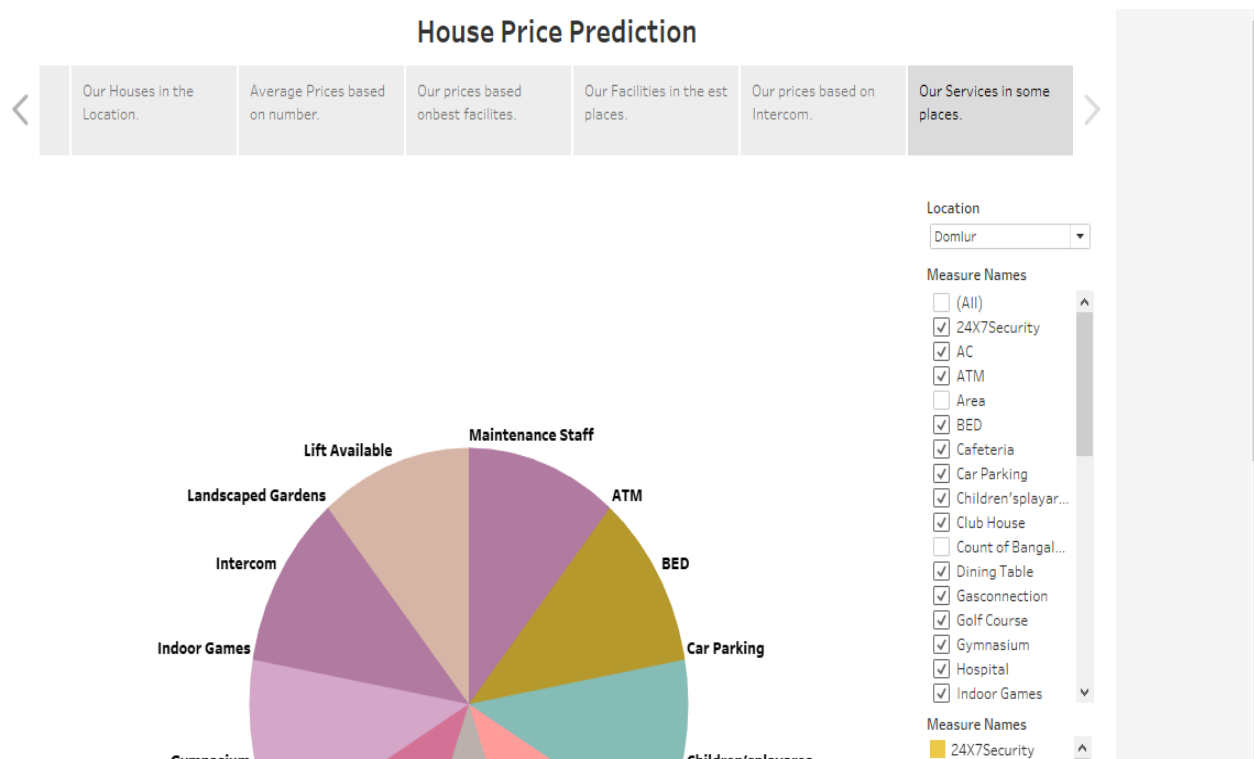 House Price Prediction
Our Houses in the
Location.
Average Prices based
on number.
Our prices based
onbest facilites.
Our Facilities in the est
places.
Our prices based on
Intercom.
Our Services in some
places.
Location
Domlur
Measure Names
(All)
24X7Security
AC
ATM
Area
BED
Cafeteria
Car Parking
Children'splayar...
Club House
Count of Bangal...
Dining Table
Gasconnection
Golf Course
Gymnasium
Hospital
Indoor Games
Measure Names
24X7Security
Maintenance Staff
Lift Available
Landscaped Gardens
ATM
Intercom
BED
Indoor Games
Car Parking
Gymnasium
Children'splayarea